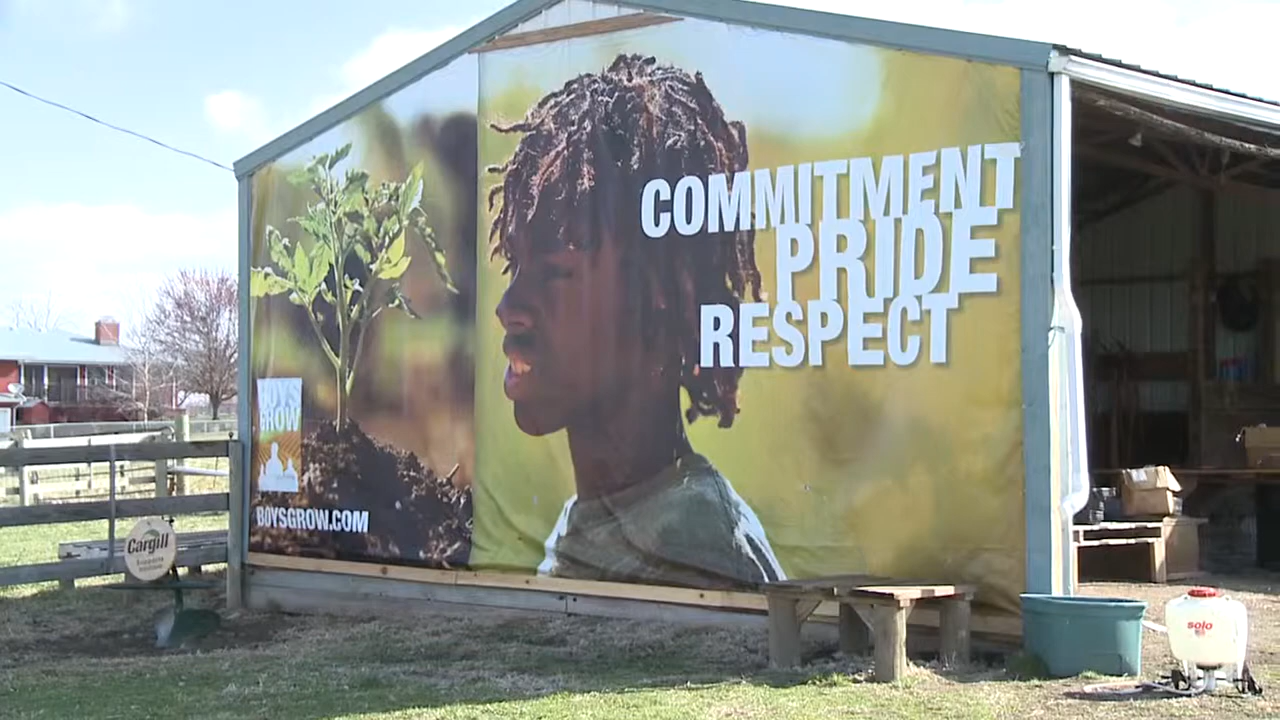 COMMITMENT
PRIDE
RESPECT
BOYS
GROW
BOYSGROW.COM
Cargill
solo